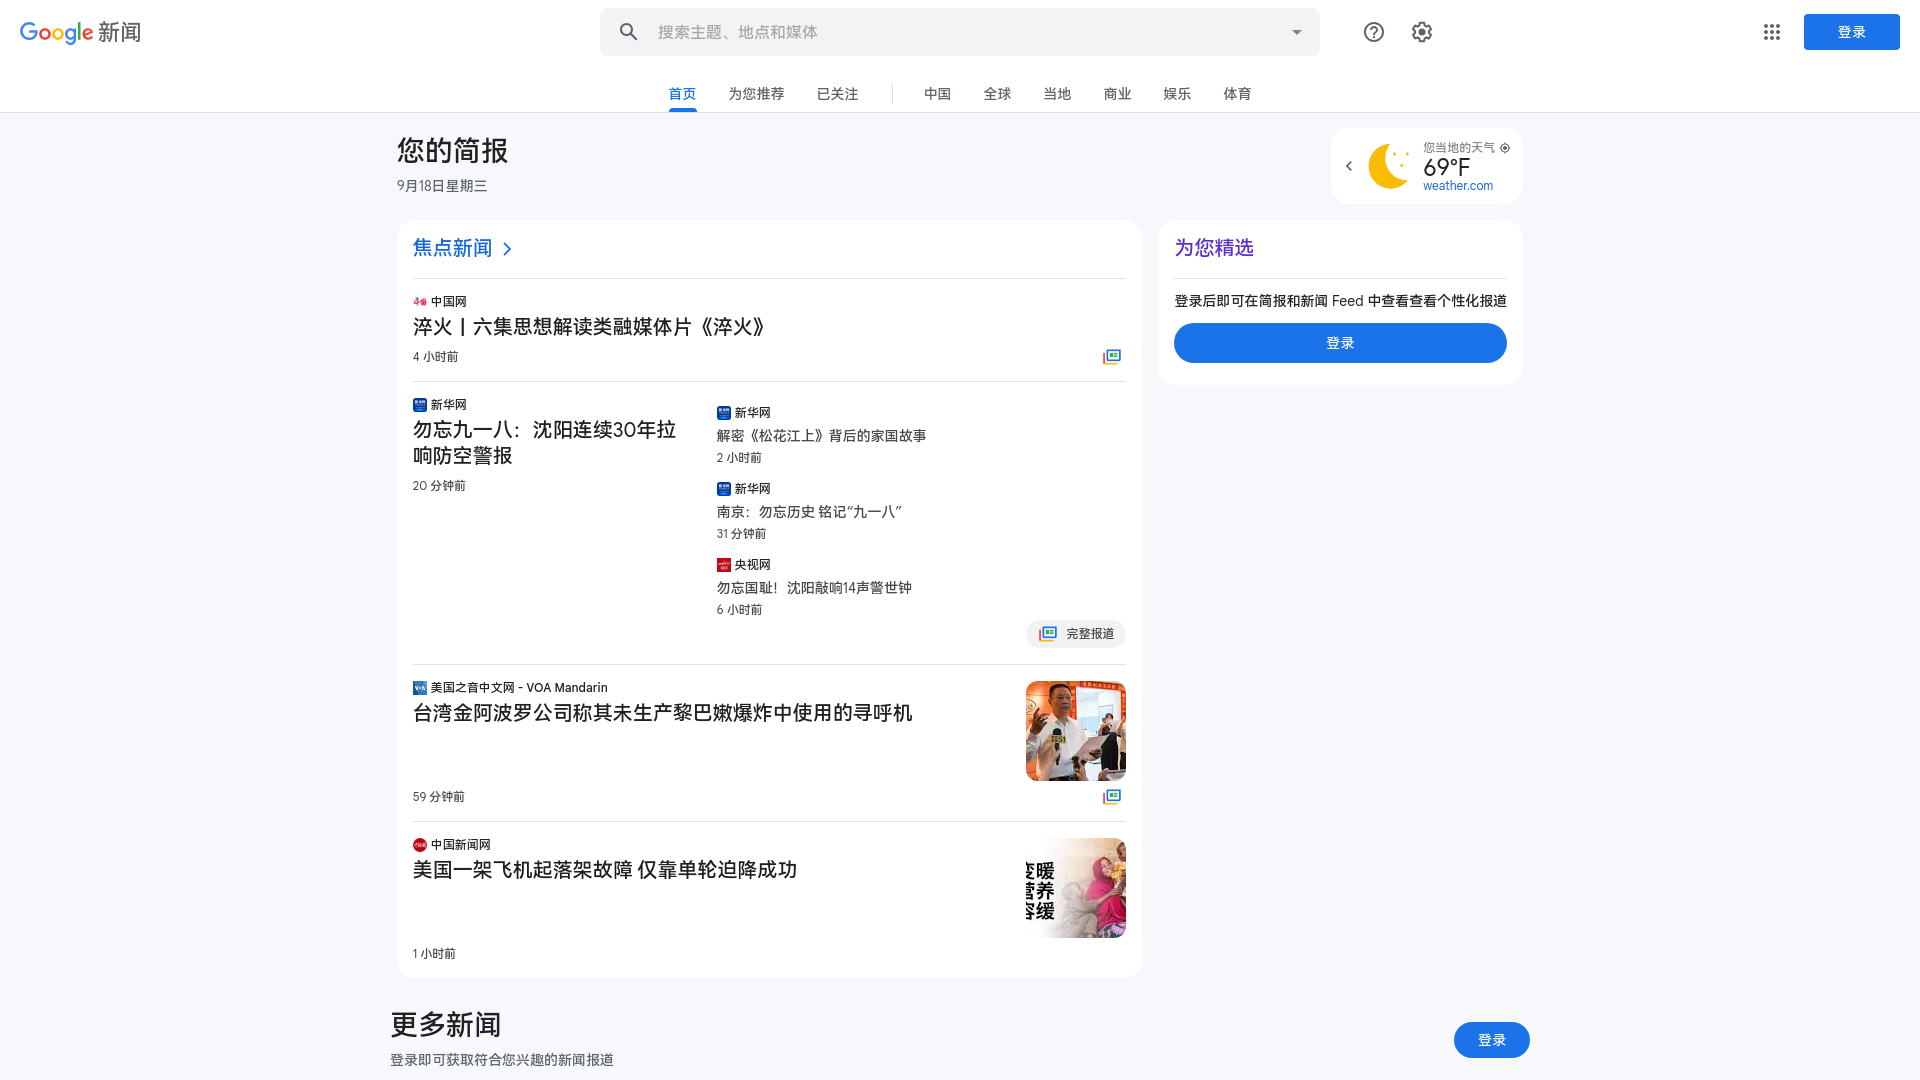 Google 新闻
搜索主题、地点和媒体
登录
首页 为您推荐 已关注 中国 全球 当地 商业 娱乐 体育
您的简报
9月18日星期三
您当地的天气
69°F
weather.com
焦点新闻
中国网
淬火丨六集思想解读类融媒体片《淬火》
4 小时前
新华网
勿忘九一八：沈阳连续30年拉
响防空警报
20 分钟前
新华网
解密《松花江上》背后的家国故事
2 小时前
新华网
南京：勿忘历史 铭记“九一八”
31 分钟前
央视网
勿忘国耻！沈阳敲响14声警世钟
6 小时前
完整报道
美国之音中文网 - VOA Mandarin
台湾金阿波罗公司称其未生产黎巴嫩爆炸中使用的寻呼机
59 分钟前
中国新闻网
美国一架飞机起落架故障 仅靠单轮迫降成功
变暖
营养
容缓
1 小时前
为您精选
登录后即可在简报和新闻 Feed 中查看查看个性化报道
登录
更多新闻
登录即可获取符合您兴趣的新闻报道
登录